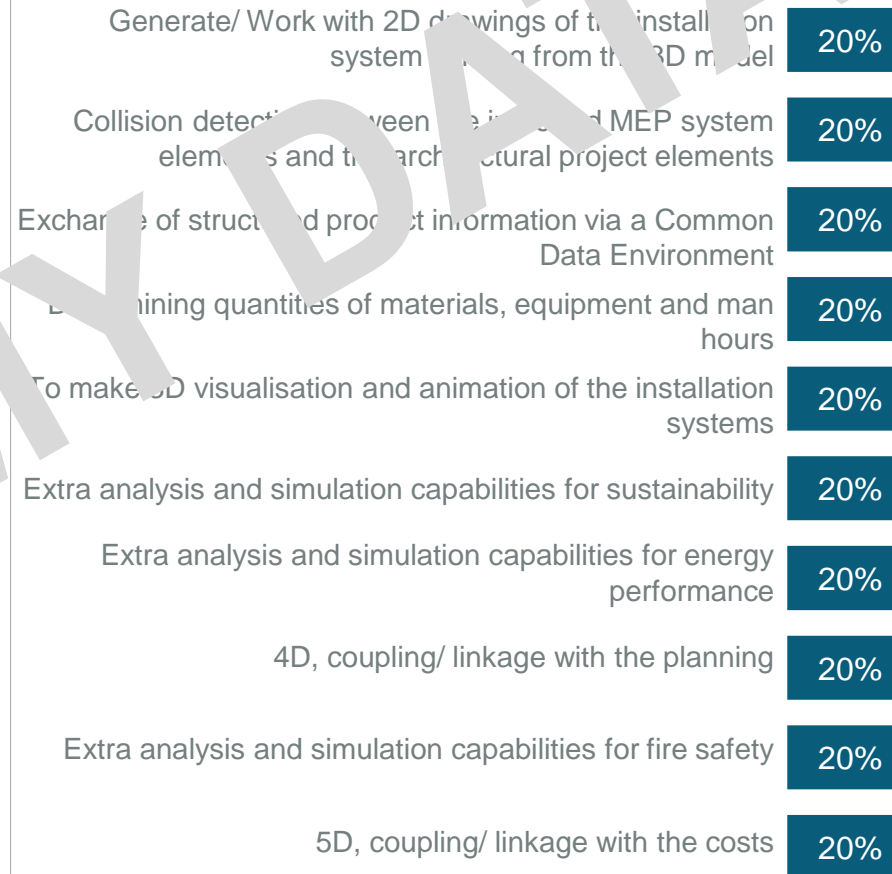 Generate/ Work with 2D drawings of the installation
system from the 3D model
20%
Collision detection between MEP system
elements and the architectural project elements
20%
Exchange of structured product information via a Common
Data Environment
20%
Determining quantities of materials, equipment and man
hours
20%
To make 3D visualisation and animation of the installation
systems
20%
Extra analysis and simulation capabilities for sustainability
20%
Extra analysis and simulation capabilities for energy
performance
20%
4D, coupling/ linkage with the planning
20%
Extra analysis and simulation capabilities for fire safety
20%
5D, coupling/ linkage with the costs
20%
MY DATA